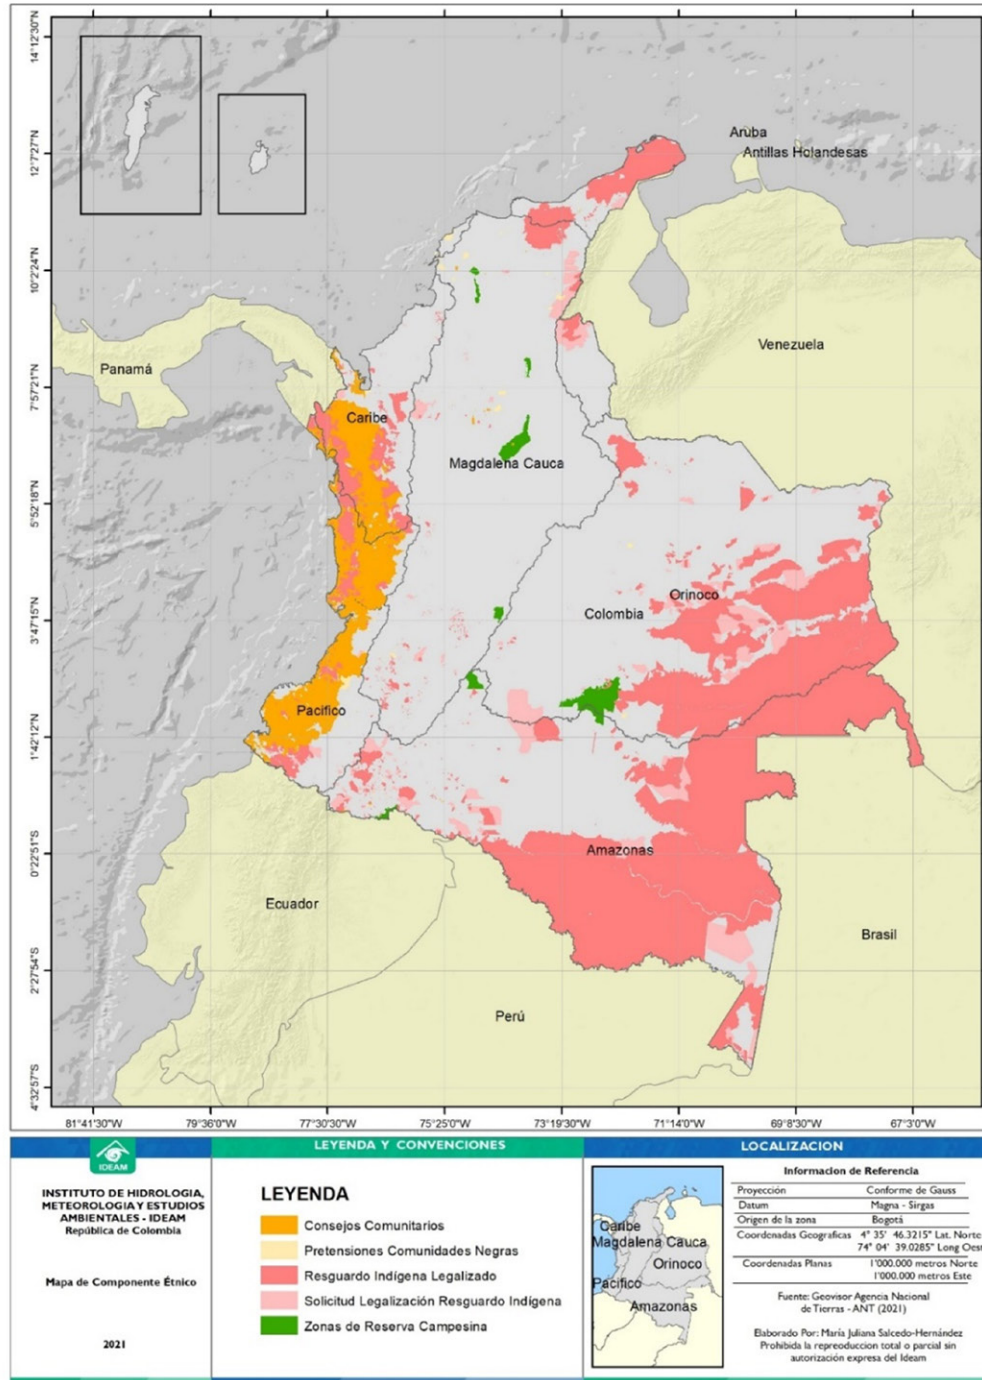 14°12'30"N
12°7'27"N
10°2'24"N
7°57'21"N
5°52'18"N
3°47'15"N
1°42'12"N
0°22'51"S
2°27'54"S
4°32'57"S
Aruba
Antillas Holandesas
Venezuela
Panamá
Caribe
Magdalena Cauca
Orinoco
Colombia
Pacifico
Amazonas
Ecuador
Brasil
Perú
81°41'30"W
79°36'0"W
77°30'30"W
75°25'0"W
73°19'30"W
71°14'0"W
69°8'30"W
67°3'0"W
IDEAM
INSTITUTO DE HIDROLOGIA,
METEOROLOGIA Y ESTUDIOS
AMBIENTALES - IDEAM
República de Colombia
Mapa de Componente Étnico
2021
LEYENDA Y CONVENCIONES
LEYENDA
Consejos Comunitarios
Pretensiones Comunidades Negras
Resguardo Indígena Legalizado
Solicitud Legalización Resguardo Indígena
Zonas de Reserva Campesina
LOCALIZACION
Caribe
Magdalena Cauca
Orinoco
Pacifico
Amazonas
Informacion de Referencia
Proyección Conforme de Gauss
Datum Magna - Sirgas
Origen de la zona Bogotá
Coordenadas Geograficas 4° 35' 46.3215" Lat. Norte
74° 04' 39.0285" Long Oest
Coordenadas Planas 1'000.000 metros Norte
1'000.000 metros Este
Fuente: Geovisor Agencia Nacional
de Tierras - ANT (2021)
Elaborado Por: María Juliana Salcedo-Hernández
Prohibida la repreoduccion total o parcial sin
autorización expresa del Ideam